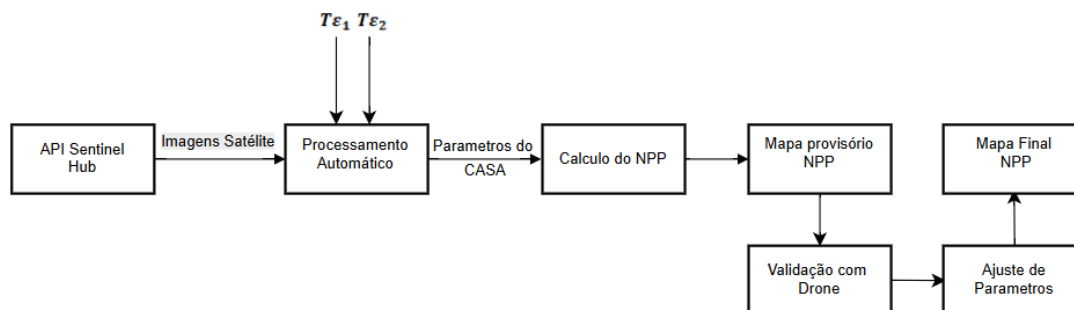 Tε₁ Tε₂
API Sentinel
Hub
Imagens Satélite
Processamento
Automático
Parametros do
CASA
Calculo do NPP
Mapa provisório
NPP
Mapa Final
NPP
Validação com
Drone
Ajuste de
Parametros